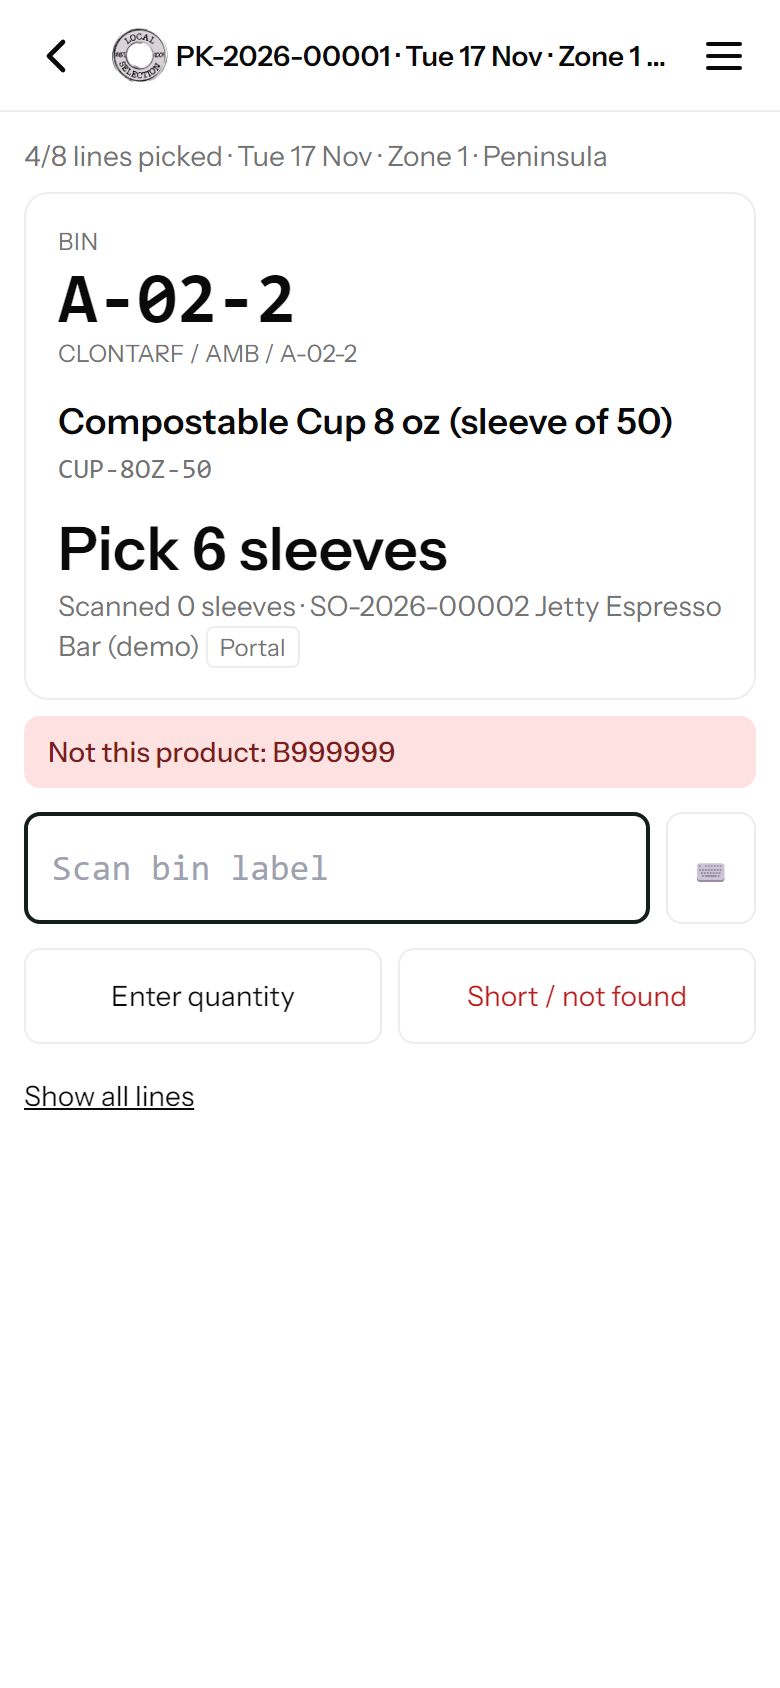 LOCAL
SELECTION
PK-2026-00001 · Tue 17 Nov · Zone 1 ...
4/8 lines picked · Tue 17 Nov · Zone 1 · Peninsula
BIN
A-02-2
CLONTARF / AMB / A-02-2
Compostable Cup 8 oz (sleeve of 50)
CUP-8OZ-50
Pick 6 sleeves
Scanned 0 sleeves · SO-2026-00002 Jetty Espresso
Bar (demo) Portal
Not this product: B999999
Scan bin label
Enter quantity
Short / not found
Show all lines